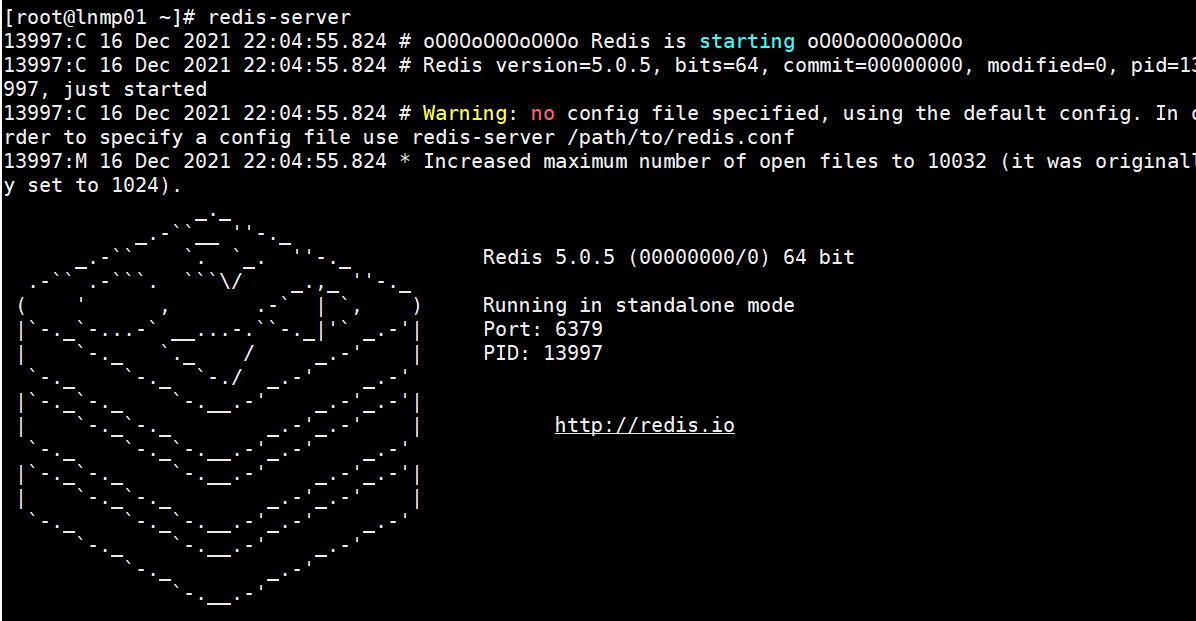 [root@lnmp01 ~]# redis-server
13997:C 16 Dec 2021 22:04:55.824 # oO0OoO0OoO0Oo Redis is starting oO0OoO0OoO0Oo
13997:C 16 Dec 2021 22:04:55.824 # Redis version=5.0.5, bits=64, commit=00000000, modified=0, pid=13
997, just started
13997:C 16 Dec 2021 22:04:55.824 # Warning: no config file specified, using the default config. In o
rder to specify a config file use redis-server /path/to/redis.conf
13997:M 16 Dec 2021 22:04:55.824 * Increased maximum number of open files to 10032 (it was originall
y set to 1024).
Redis 5.0.5 (00000000/0) 64 bit
Running in standalone mode
Port: 6379
PID: 13997
http://redis.io